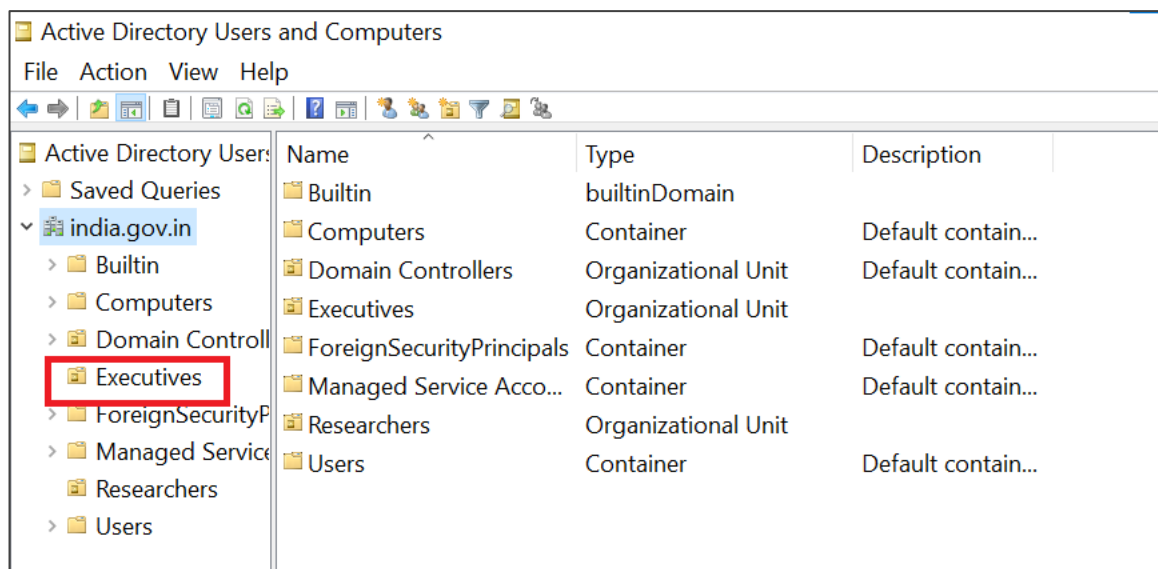 Active Directory Users and Computers
File Action View Help
Active Directory User
Saved Queries
india.gov.in
Builtin
Computers
Domain Controll
Executives
ForeignSecurityP
Managed Service
Researchers
Users
Name Type Description
Builtin builtinDomain
Computers Container Default contain...
Domain Controllers Organizational Unit Default contain...
Executives Organizational Unit
ForeignSecurityPrincipals Container Default contain...
Managed Service Acco... Container Default contain...
Researchers Organizational Unit
Users Container Default contain...